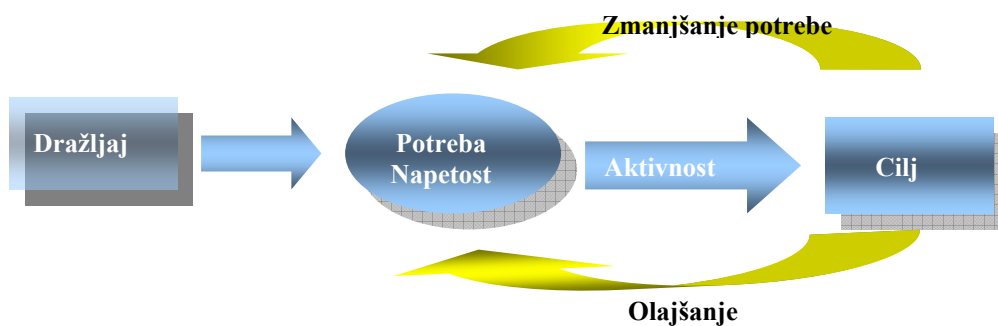 Zmanjšanje potrebe
Dražljaj
Potreba
Napetost
Aktivnost
Cilj
Olajšanje